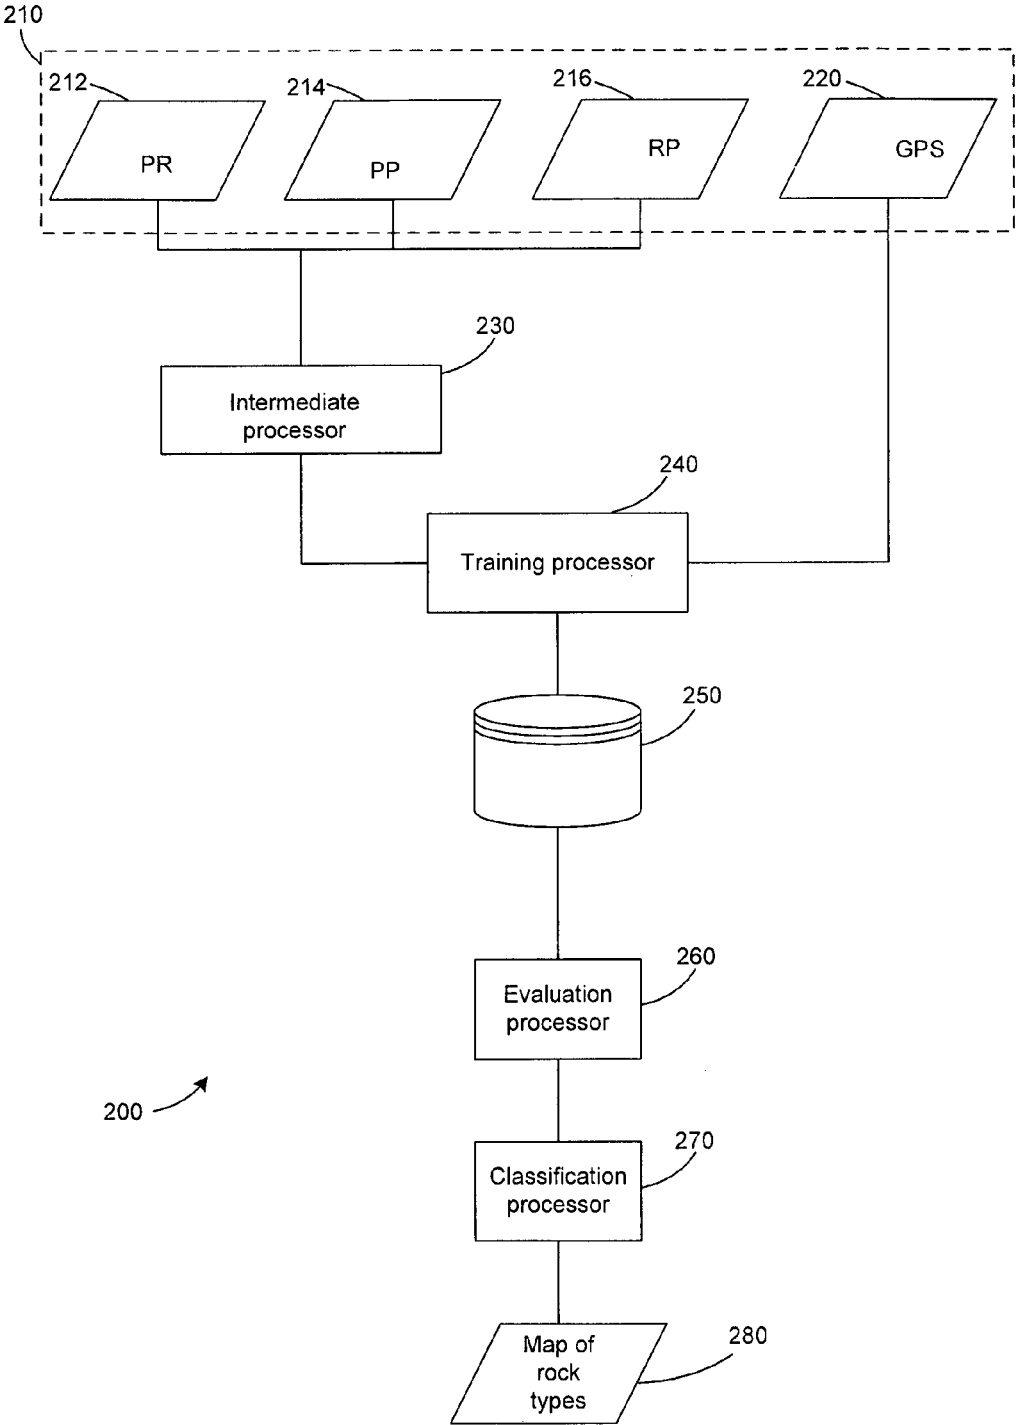 210
212
214
216
220
PR
PP
RP
GPS
230
Intermediate
processor
240
Training processor
250
260
Evaluation
processor
200
270
Classification
processor
280
Map of
rock
types